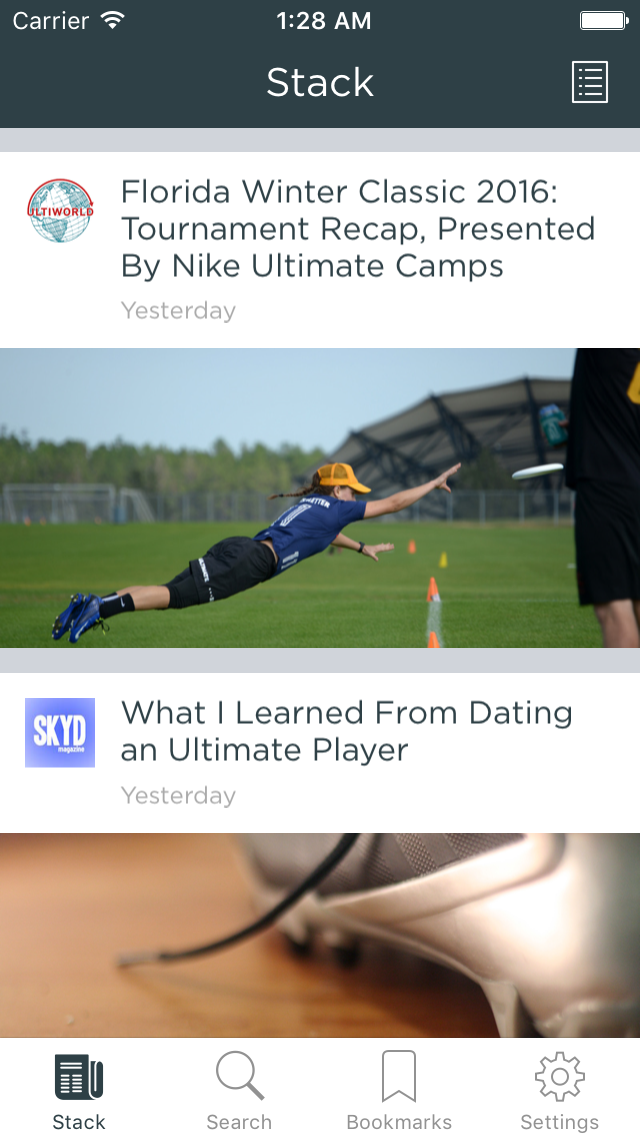 Carrier 1:28 AM
Stack
ULTIWORLD
Florida Winter Classic 2016:
Tournament Recap, Presented
By Nike Ultimate Camps
Yesterday
SKYD
magazine
What I Learned From Dating
an Ultimate Player
Yesterday
Stack Search Bookmarks Settings